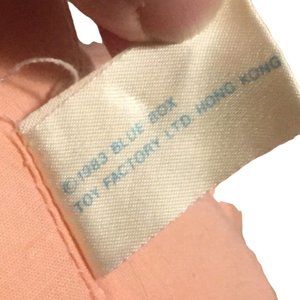 ©1983 BLUE BOX
TOY FACTORY LTD HONG KONG